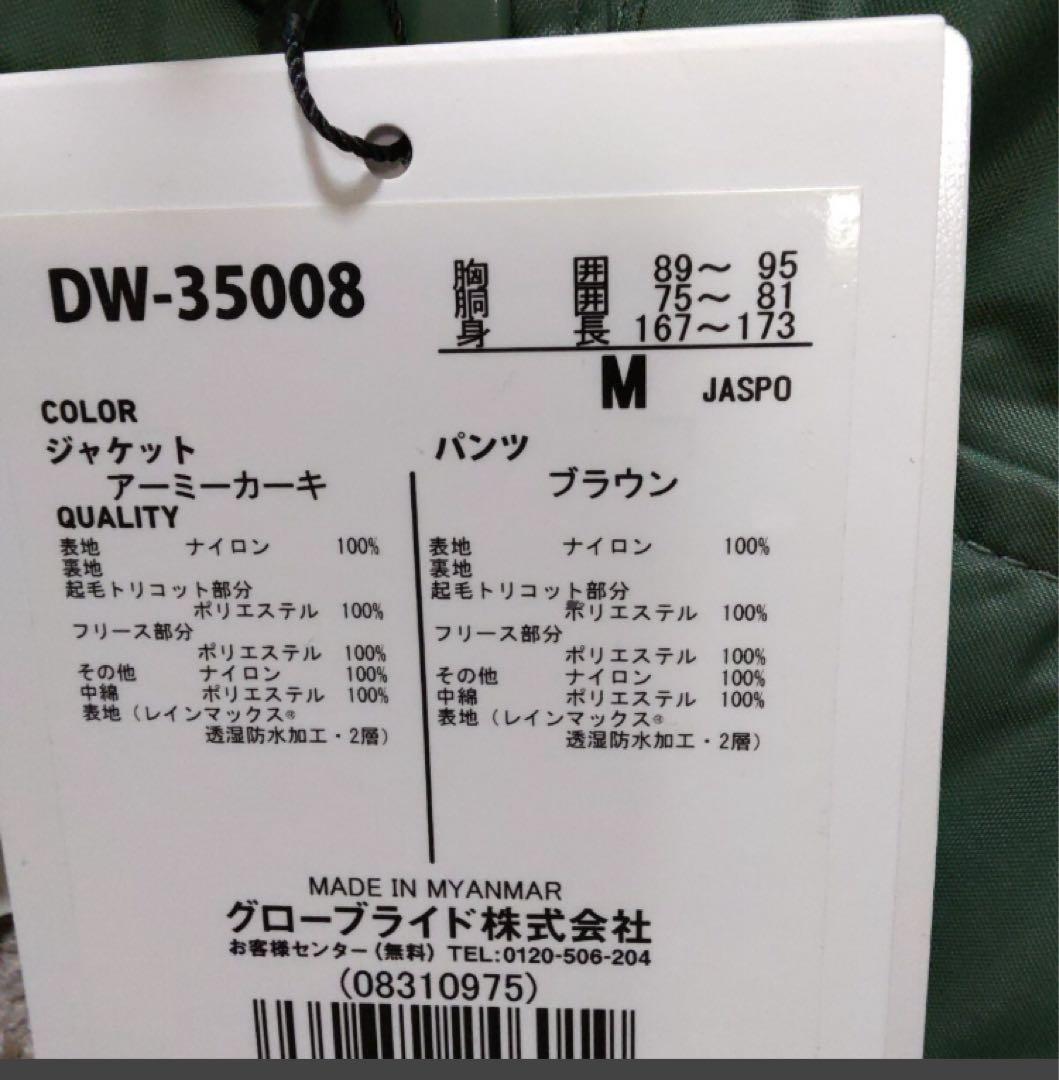 DW-35008
胸囲 89～95
胴囲 75～81
身長 167～173
M JASPO
COLOR
ジャケット
アーミーカーキ
QUALITY
表地 ナイロン 100%
裏地
起毛トリコット部分
ポリエステル 100%
フリース部分
ポリエステル 100%
その他 ナイロン 100%
中綿 ポリエステル 100%
表地（レインマックス®
透湿防水加工・2層）
パンツ
ブラウン
表地 ナイロン 100%
裏地
起毛トリコット部分
ポリエステル 100%
フリース部分
ポリエステル 100%
その他 ナイロン 100%
中綿 ポリエステル 100%
表地（レインマックス®
透湿防水加工・2層）
MADE IN MYANMAR
グローブライド株式会社
お客様センター（無料）TEL:0120-506-204
(08310975)